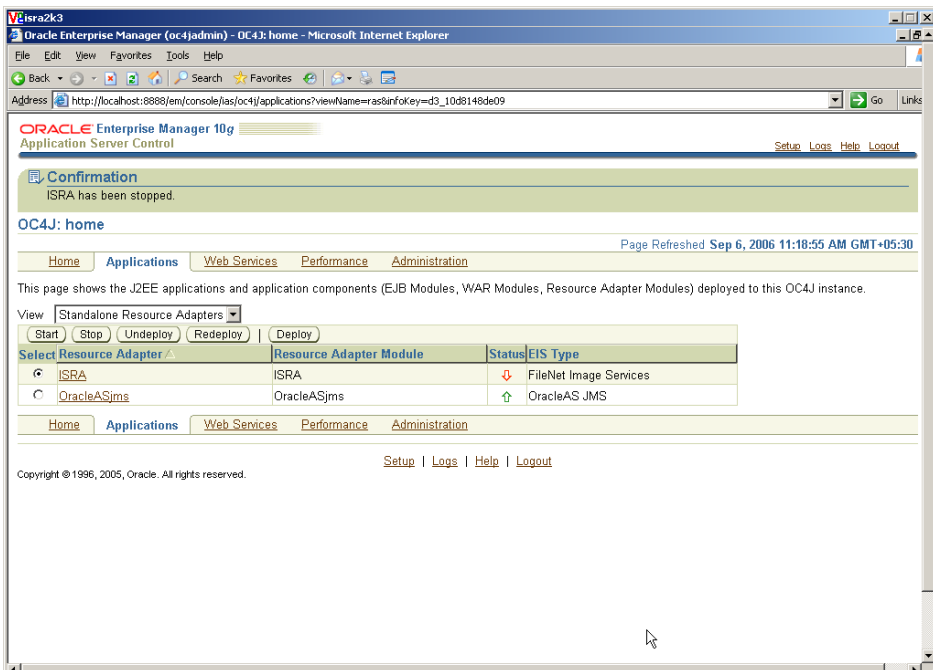 isra2k3
Oracle Enterprise Manager (oc4jadmin) - OC4J: home - Microsoft Internet Explorer
File Edit View Favorites Tools Help
Back Search Favorites
Address http://localhost:8888/em/console/ias/oc4j/applications?viewName=ras&infoKey=d3_10d8148de09 Go Links
ORACLE Enterprise Manager 10g
Application Server Control
Setup Logs Help Logout
Confirmation
ISRA has been stopped.
OC4J: home
Page Refreshed Sep 6, 2006 11:18:55 AM GMT+05:30
Home Applications Web Services Performance Administration
This page shows the J2EE applications and application components (EJB Modules, WAR Modules, Resource Adapter Modules) deployed to this OC4J instance.
View Standalone Resource Adapters
Start Stop Undeploy Redeploy | Deploy
Select Resource Adapter Resource Adapter Module Status EIS Type
ISRA ISRA FileNet Image Services
OracleASjms OracleASjms OracleAS JMS
Home Applications Web Services Performance Administration
Setup | Logs | Help | Logout
Copyright © 1996, 2005, Oracle. All rights reserved.